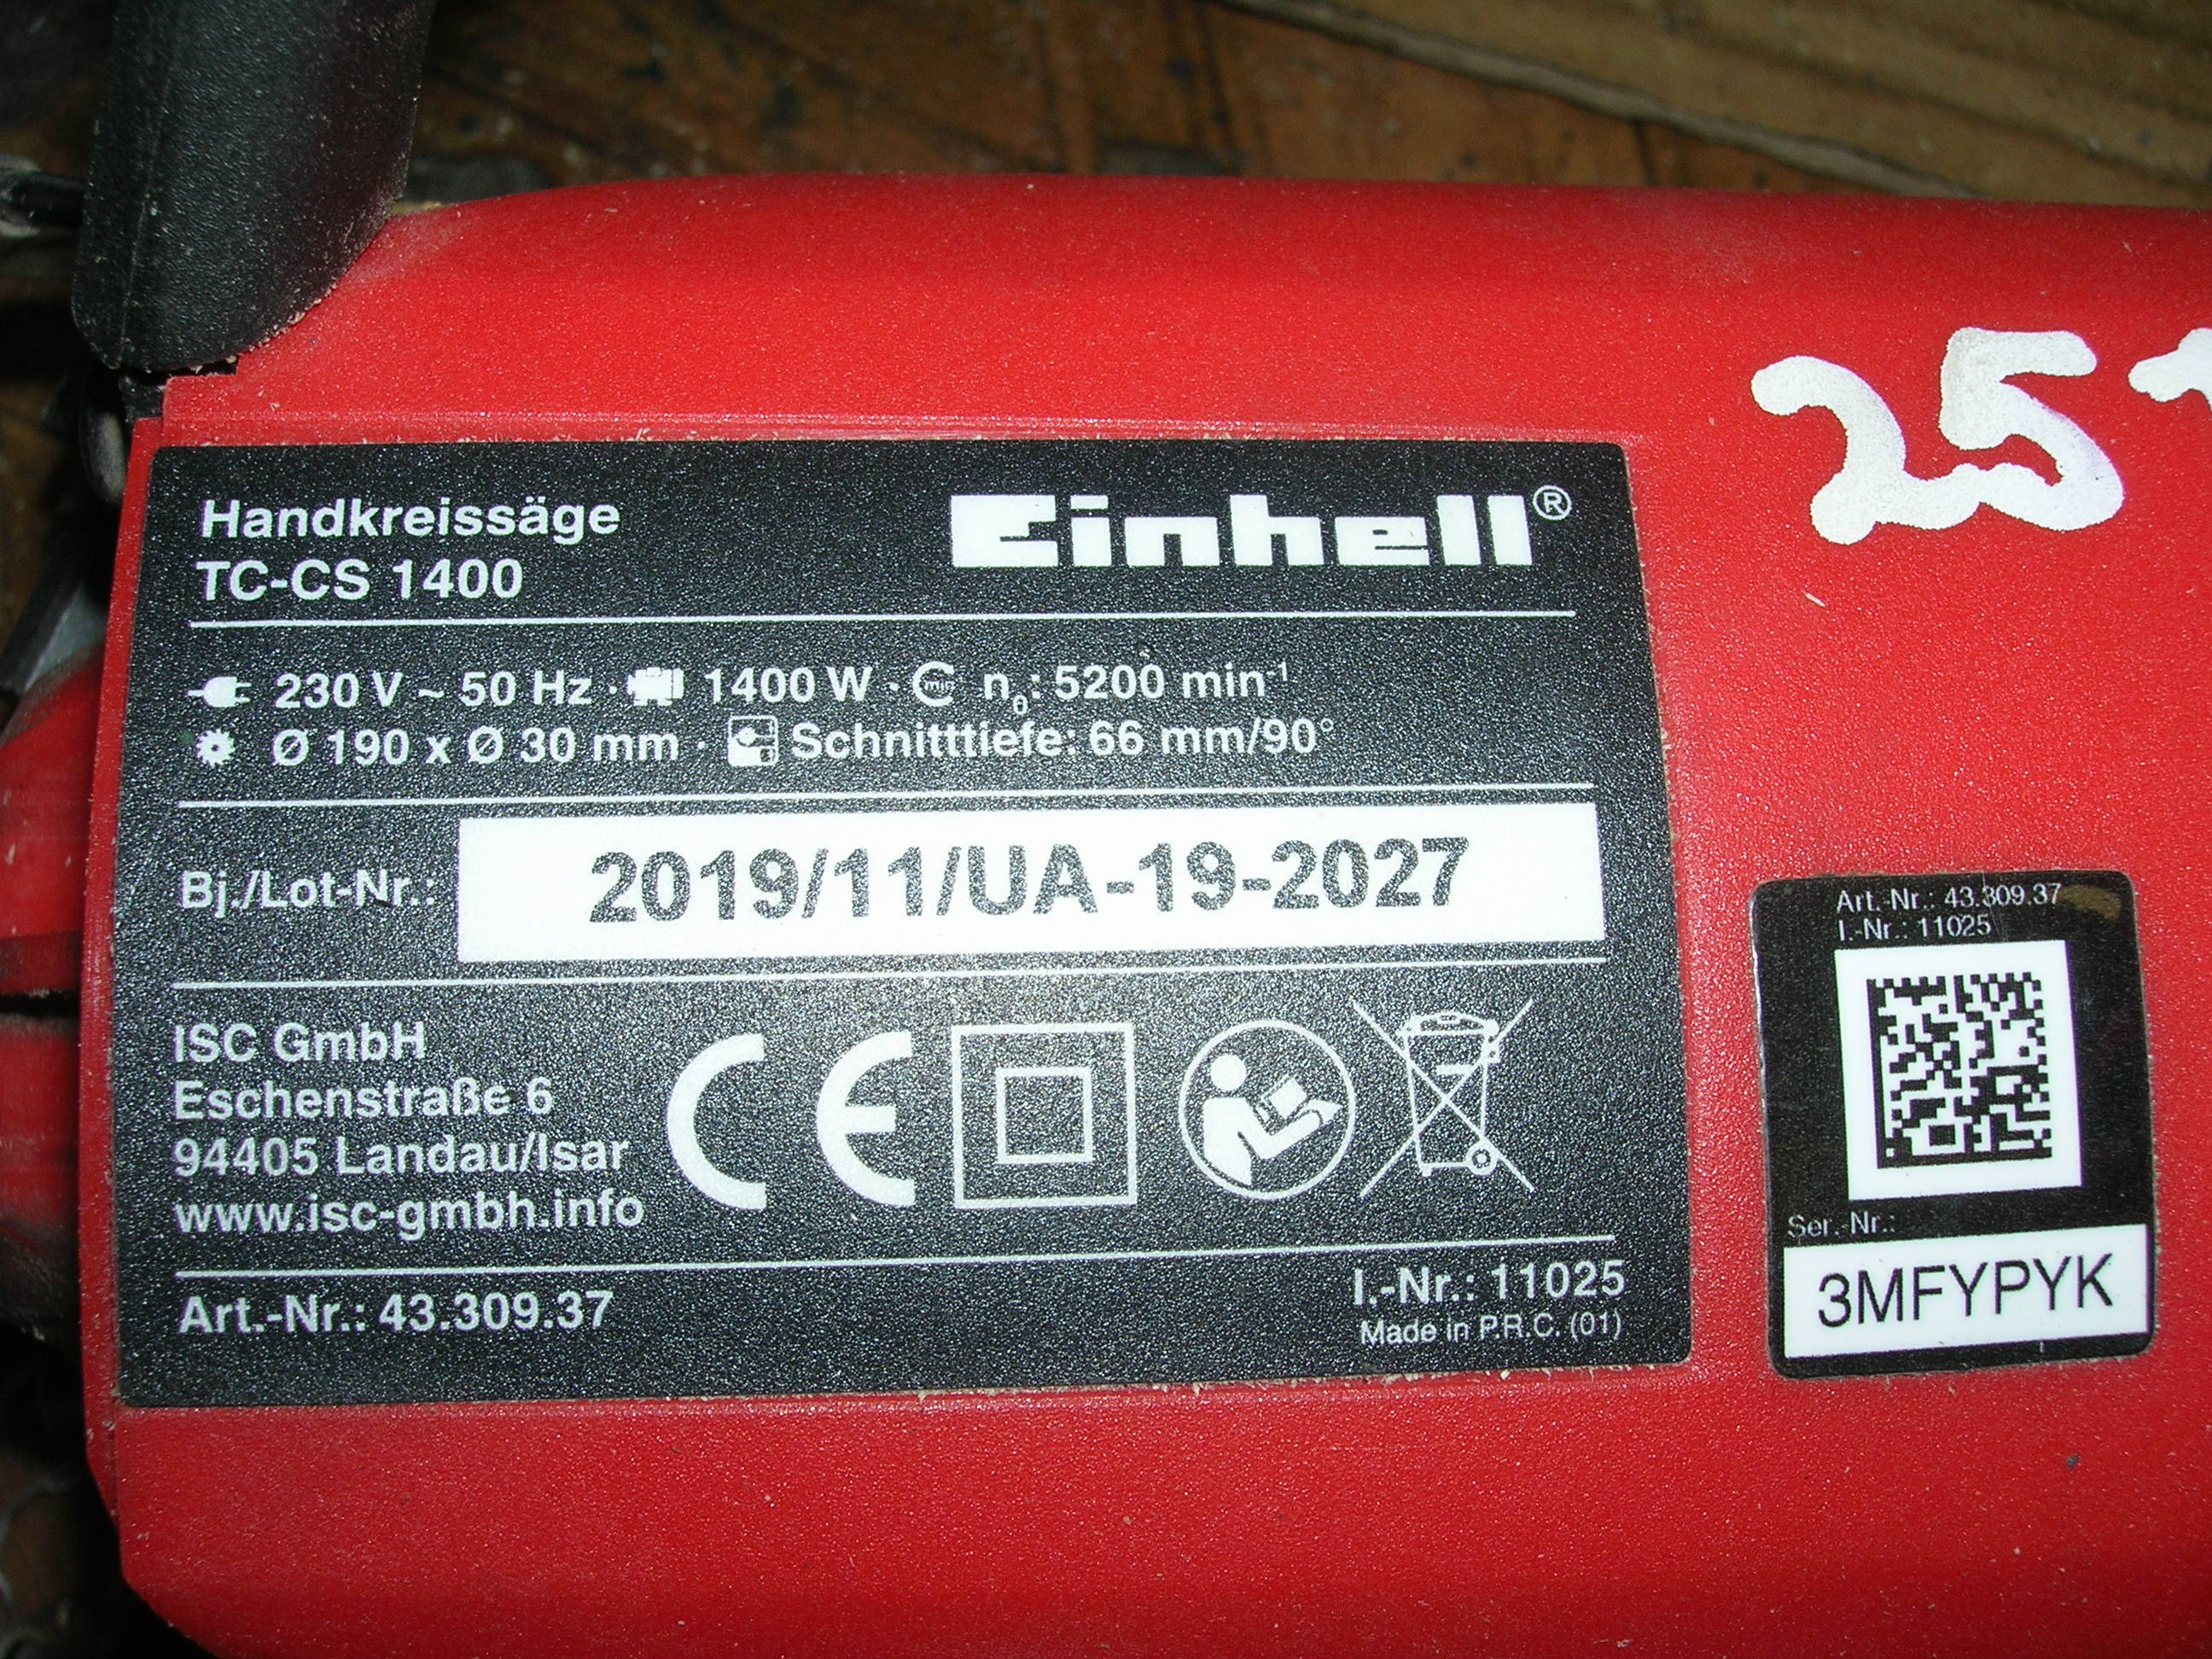 Handkreissäge
TC-CS 1400
Einhell®
230 V ~ 50 Hz · 1400 W · min n₀: 5200 min⁻¹
Ø 190 x Ø 30 mm · Schnitttiefe: 66 mm/90°
Bj./Lot-Nr.: 2019/11/UA-19-2027
ISC GmbH
Eschenstraße 6
94405 Landau/Isar
www.isc-gmbh.info
CE
Art.-Nr.: 43.309.37
I.-Nr.: 11025
Made in P.R.C. (01)
25
Art.-Nr.: 43.309.37
I.-Nr.: 11025
Ser.-Nr.:
3MFYPYK